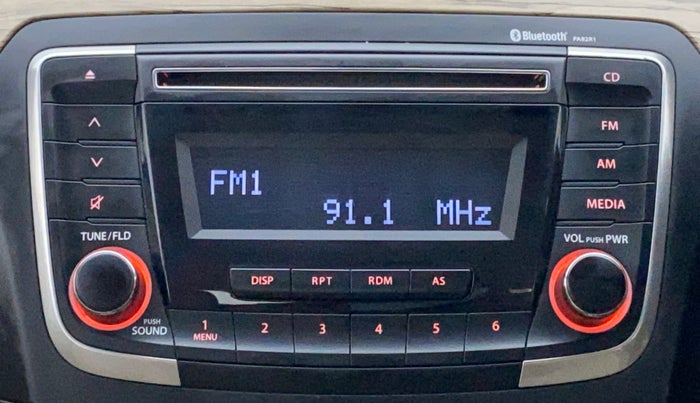 Bluetooth PA82R1
CD
FM
AM
MEDIA
FM1
91.1 MHz
TUNE/FLD
VOL PUSH PWR
DISP RPT RDM AS
PUSH
SOUND
1 2 3 4 5 6
MENU